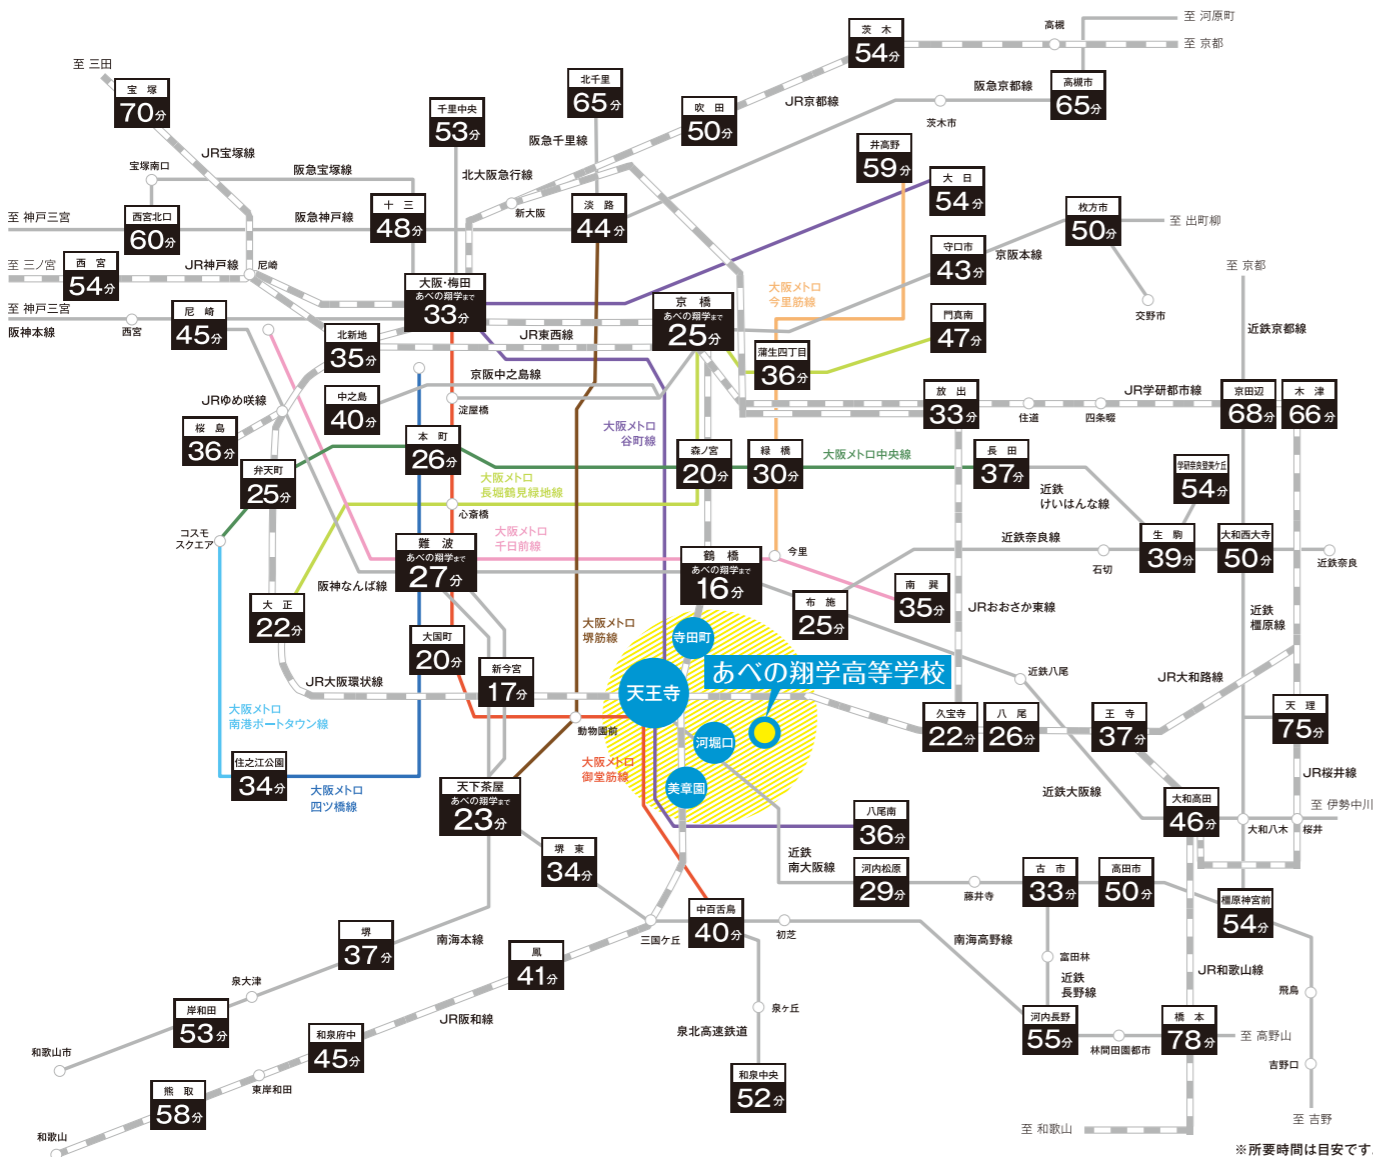 至 河原町
高槻
至 京都
茨 木
54分
至 三田
宝 塚
70分
北千里
65分
高槻市
65分
阪急京都線
JR京都線
千里中央
53分
吹 田
50分
茨木市
阪急千里線
井高野
59分
JR宝塚線
宝塚南口
阪急宝塚線
北大阪急行線
大 日
54分
十 三
48分
新大阪
淡 路
44分
枚方市
50分
至 出町柳
至 神戸三宮
西宮北口
60分
阪急神戸線
守口市
43分
京阪本線
至 三ノ宮
西 宮
54分
JR神戸線
尼崎
至 京都
大阪・梅田
あべの翔学まで
33分
京 橋
あべの翔学まで
25分
大阪メトロ
今里筋線
至 神戸三宮
阪神本線
西宮
尼 崎
45分
門真南
47分
交野市
近鉄京都線
北新地
35分
JR東西線
蒲生四丁目
36分
京阪中之島線
JRゆめ咲線
中之島
40分
淀屋橋
放 出
33分
住道
四条畷
JR学研都市線
京田辺
68分
木 津
66分
桜 島
36分
本 町
26分
大阪メトロ
谷町線
森ノ宮
20分
緑 橋
30分
大阪メトロ中央線
長 田
37分
弁天町
25分
大阪メトロ
長堀鶴見緑地線
近鉄
けいはんな線
学研奈良登美ケ丘
54分
心斎橋
コスモ
スクエア
難 波
あべの翔学まで
27分
大阪メトロ
千日前線
鶴 橋
あべの翔学まで
16分
今里
近鉄奈良線
石切
生 駒
39分
大和西大寺
50分
近鉄奈良
阪神なんば線
大 正
22分
布 施
25分
南 巽
35分
JRおおさか東線
近鉄
橿原線
大国町
20分
大阪メトロ
堺筋線
寺田町
新今宮
17分
天王寺
あべの翔学高等学校
近鉄八尾
JR大和路線
JR大阪環状線
大阪メトロ
南港ポートタウン線
動物園前
河堀口
久宝寺
22分
八 尾
26分
王 寺
37分
天 理
75分
住之江公園
34分
大阪メトロ
四ツ橋線
大阪メトロ
御堂筋線
美章園
天下茶屋
あべの翔学まで
23分
JR桜井線
近鉄大阪線
大和高田
46分
至 伊勢中川
大和八木
桜井
八尾南
36分
堺 東
34分
近鉄
南大阪線
河内松原
29分
藤井寺
古 市
33分
高田市
50分
橿原神宮前
54分
中百舌鳥
40分
初芝
三国ケ丘
堺
37分
南海本線
鳳
41分
南海高野線
富田林
近鉄
長野線
JR和歌山線
飛鳥
泉大津
岸和田
53分
和泉府中
45分
JR阪和線
泉ヶ丘
泉北高速鉄道
河内長野
55分
林間田園都市
橋 本
78分
至 高野山
和歌山市
東岸和田
吉野口
和泉中央
52分
熊 取
58分
至 吉野
至 和歌山
和歌山
※所要時間は目安です。